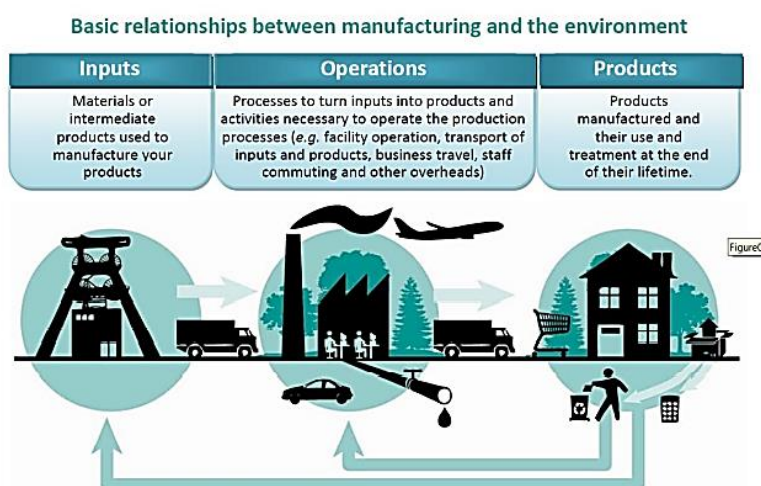 Basic relationships between manufacturing and the environment
Inputs
Materials or
intermediate
products used to
manufacture your
products
Operations
Processes to turn inputs into products and
activities necessary to operate the production
processes (e.g. facility operation, transport of
inputs and products, business travel, staff
commuting and other overheads)
Products
Products
manufactured and
their use and
treatment at the end
of their lifetime.